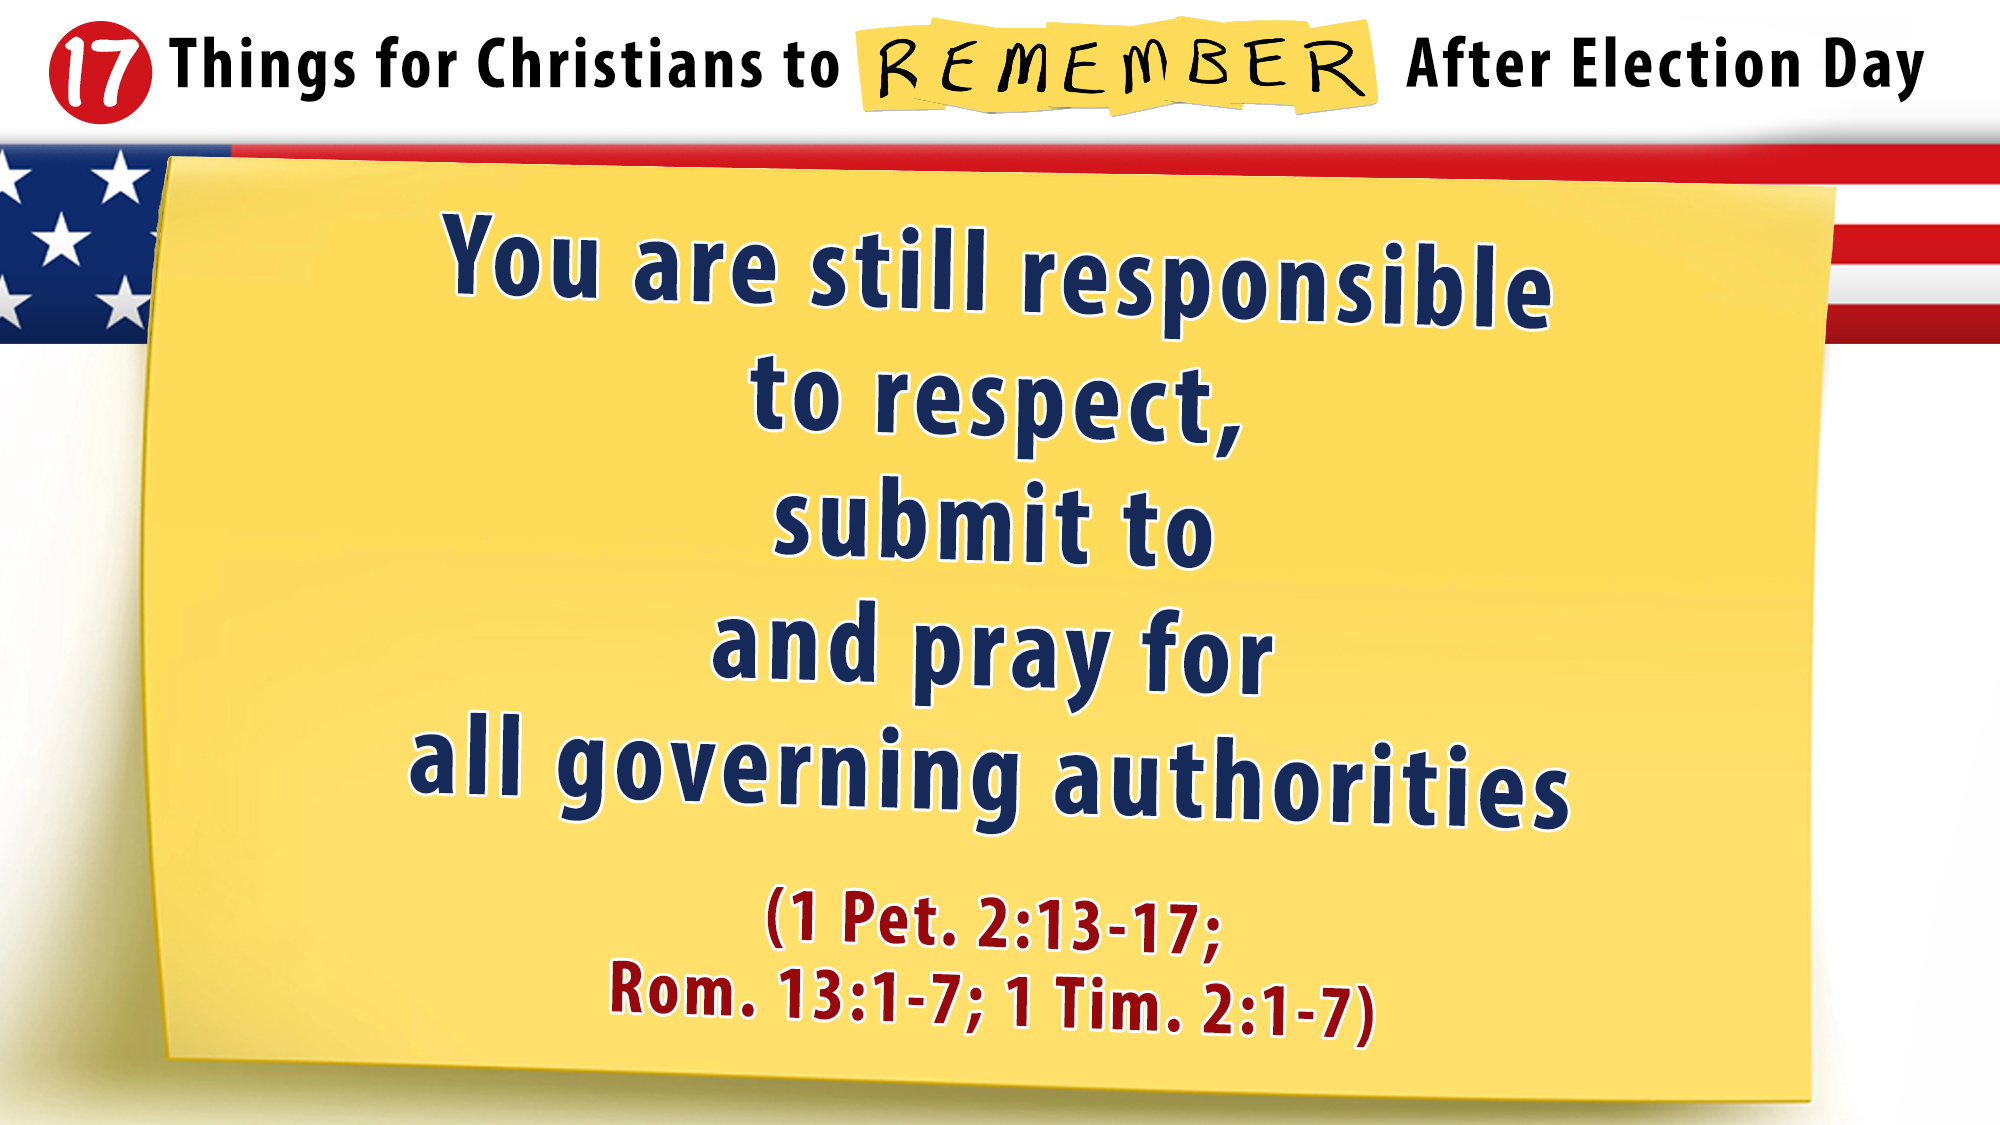 17 Things for Christians to REMEMBER After Election Day
You are still responsible
to respect,
submit to
and pray for
all governing authorities
(1 Pet. 2:13-17;
Rom. 13:1-7; 1 Tim. 2:1-7)